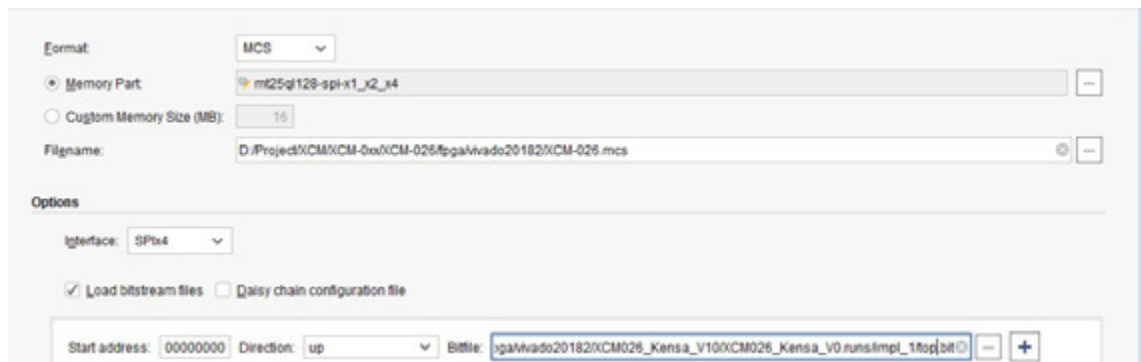 Format: MCS
Memory Part: mt25ql128-spi-x1_x2_x4 ...
Custom Memory Size (MB): 16
Filename: D:/Project/XCM/XCM-0xx/XCM-026/fpga/vivado20182/XCM-026.mcs ...
Options
Interface: SPIx4
Load bitstream files Daisy chain configuration file
Start address: 00000000 Direction: up Bitfile: pga/vivado20182/XCM026_Kensa_V10/XCM026_Kensa_V0.runs/impl_1/top.bit